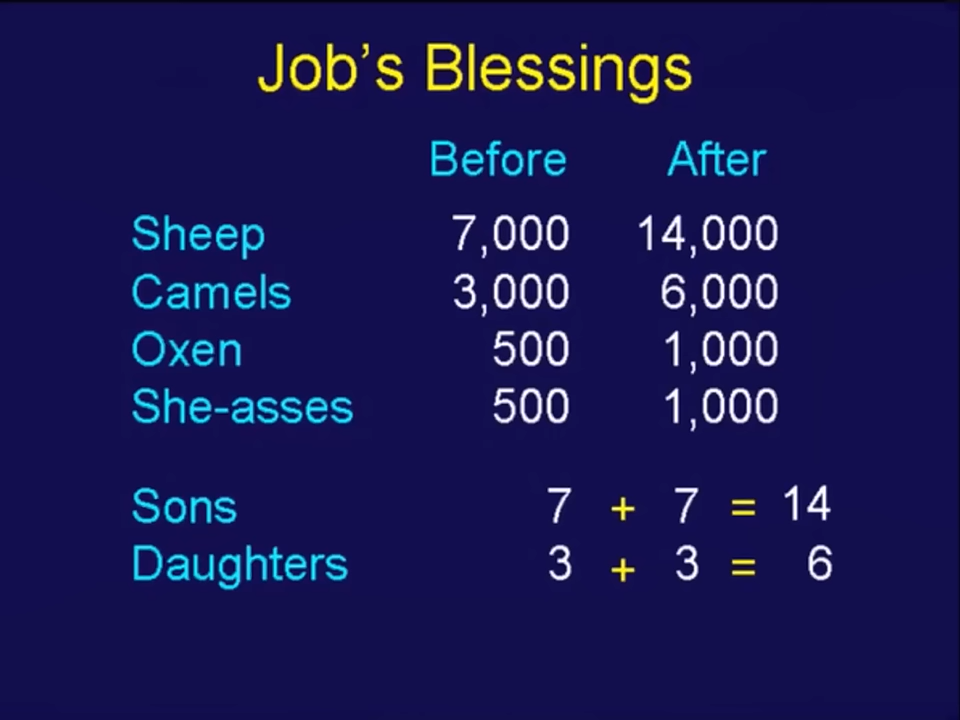 Job’s Blessings
Before After
Sheep 7,000 14,000
Camels 3,000 6,000
Oxen 500 1,000
She-asses 500 1,000
Sons 7 + 7 = 14
Daughters 3 + 3 = 6